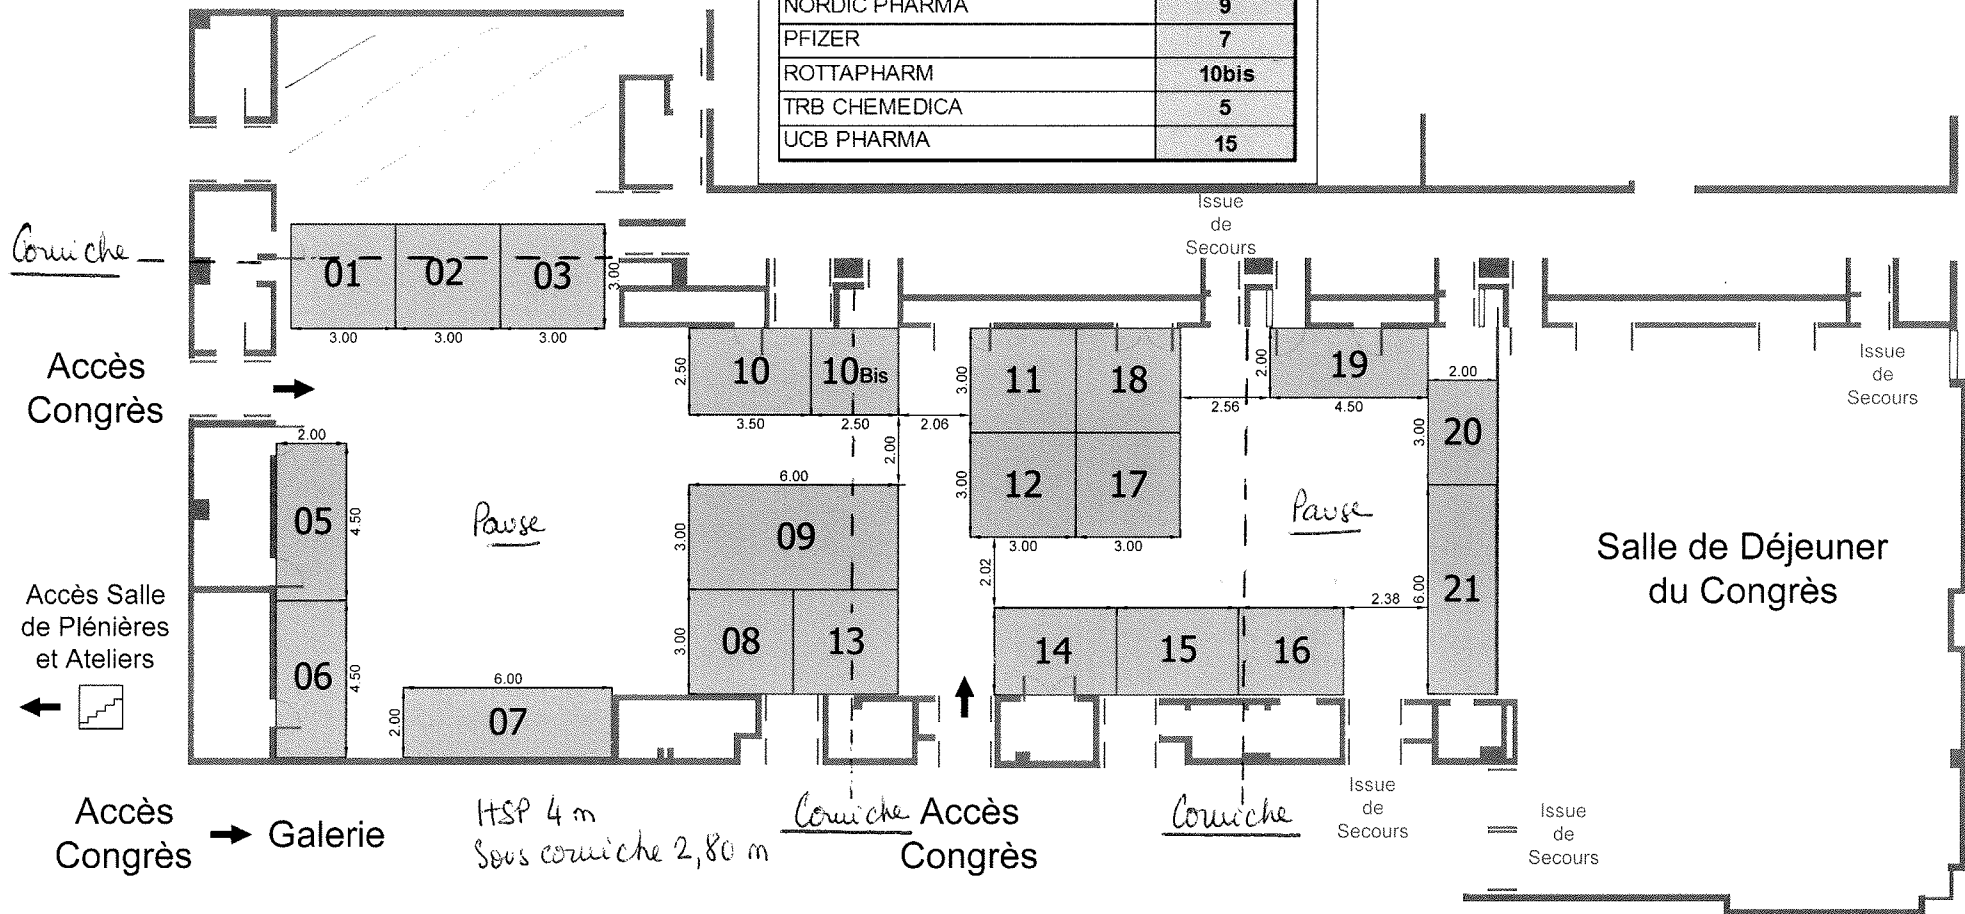 NORDIC PHARMA 9
PFIZER 7
ROTTAPHARM 10bis
TRB CHEMEDICA 5
UCB PHARMA 15
Issue
de
Secours
Corniche
01 02 03
3.00
3.00 3.00 3.00
Accès
Congrès
10 10Bis
2.50
3.50 2.50 2.06
2.00
11 18
3.00
12 17
3.00
3.00 3.00
2.56
19
2.00
4.50
2.00
20
3.00
21
6.00
Issue
de
Secours
2.00
05
4.50
06
4.50
Pause
6.00
09
3.00
08 13
3.00
6.00
07
2.00
Pause
2.02
2.38
14 15 16
Salle de Déjeuner
du Congrès
Accès Salle
de Plénières
et Ateliers
Accès
Congrès
Galerie
HSP 4 m
Sous corniche 2,80 m
Corniche
Accès
Congrès
Corniche
Issue
de
Secours
Issue
de
Secours